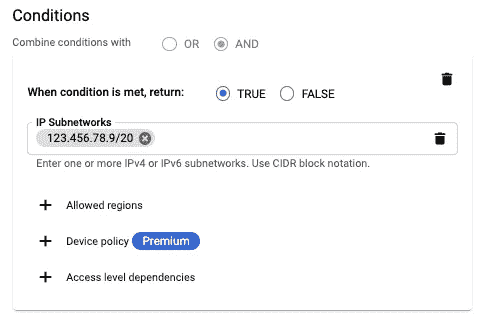 Conditions
Combine conditions with OR AND
When condition is met, return: TRUE FALSE
IP Subnetworks
123.456.78.9/20
Enter one or more IPv4 or IPv6 subnetworks. Use CIDR block notation.
+ Allowed regions
+ Device policy Premium
+ Access level dependencies